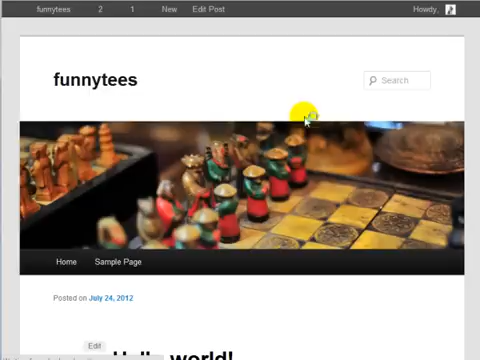 funnytees 2 1 New Edit Post Howdy,
funnytees
Search
Home Sample Page
Posted on July 24, 2012
Edit
Hello world!